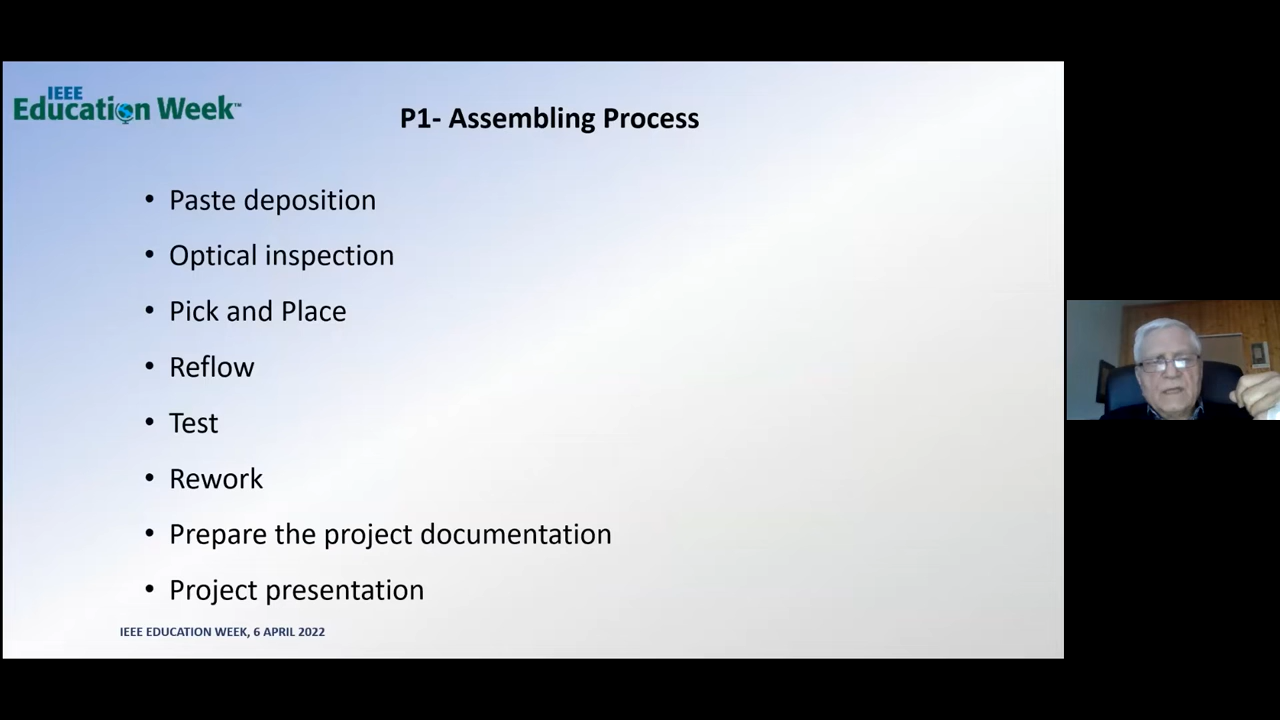 IEEE
Education Week™
P1- Assembling Process
• Paste deposition
• Optical inspection
• Pick and Place
• Reflow
• Test
• Rework
• Prepare the project documentation
• Project presentation
IEEE EDUCATION WEEK, 6 APRIL 2022